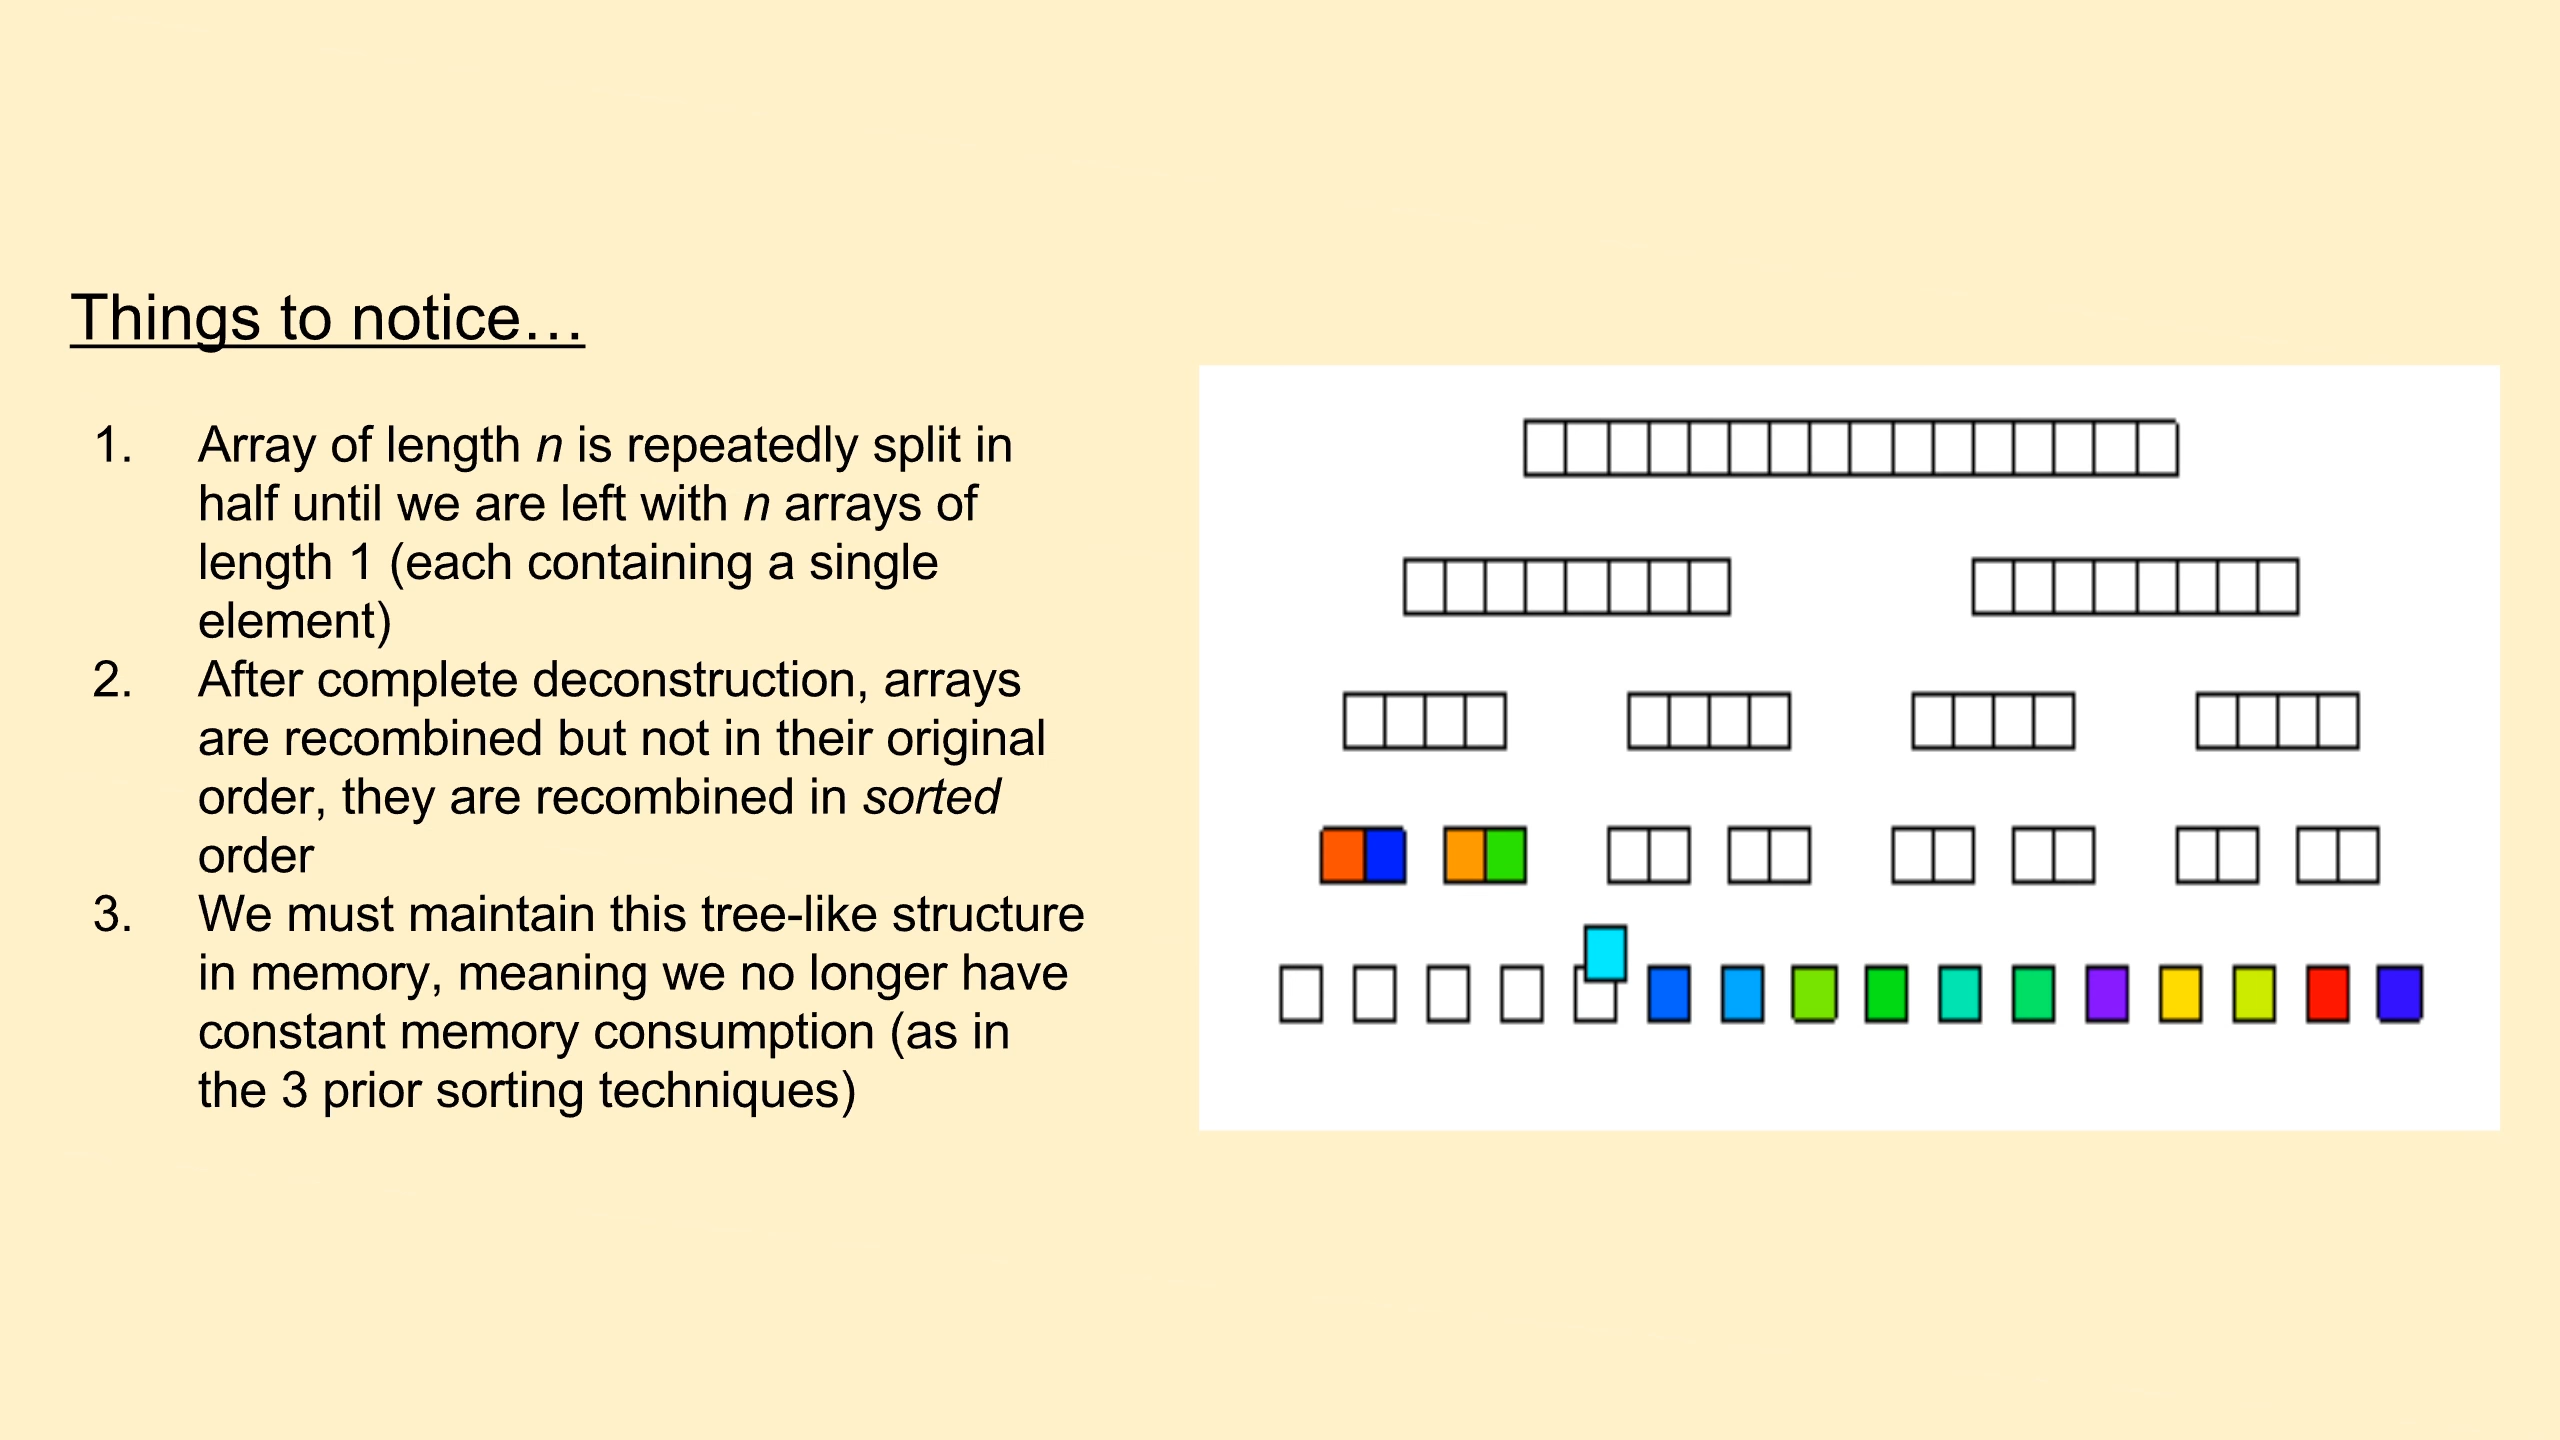 Things to notice…
1. Array of length n is repeatedly split in
half until we are left with n arrays of
length 1 (each containing a single
element)
2. After complete deconstruction, arrays
are recombined but not in their original
order, they are recombined in sorted
order
3. We must maintain this tree-like structure
in memory, meaning we no longer have
constant memory consumption (as in
the 3 prior sorting techniques)